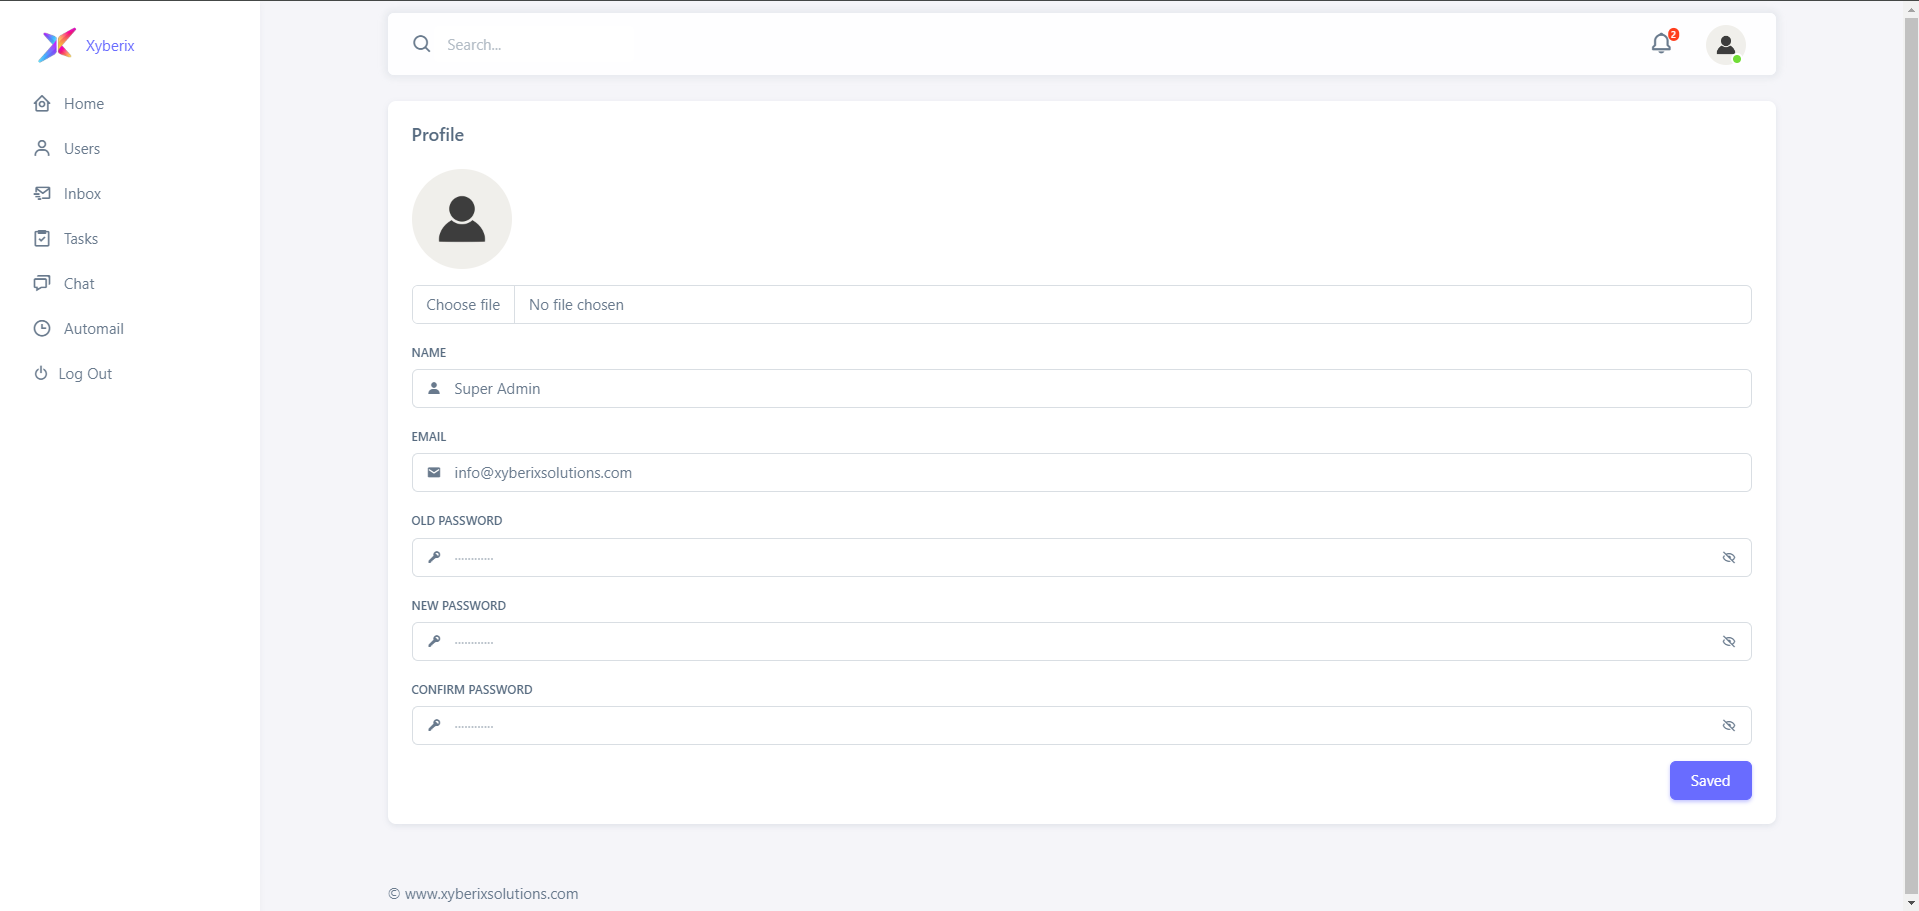 Xyberix
Home
Users
Inbox
Tasks
Chat
Automail
Log Out
Search...
2
Profile
Choose file
No file chosen
NAME
Super Admin
EMAIL
info@xyberixsolutions.com
OLD PASSWORD
............
NEW PASSWORD
............
CONFIRM PASSWORD
............
Saved
© www.xyberixsolutions.com